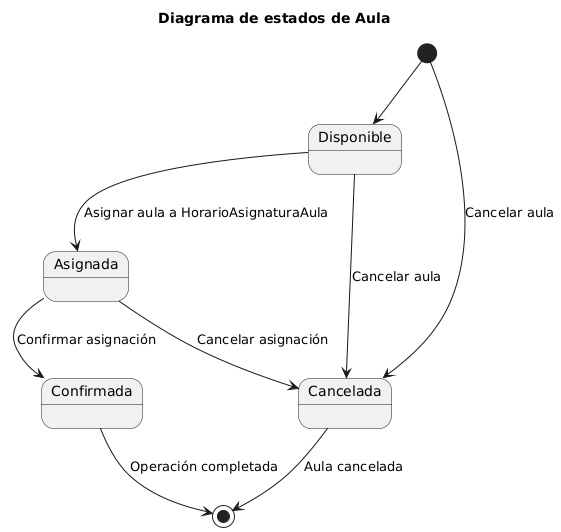 Diagrama de estados de Aula
Disponible
Asignar aula a HorarioAsignaturaAula
Cancelar aula
Asignada
Cancelar aula
Confirmar asignación
Cancelar asignación
Confirmada
Cancelada
Operación completada
Aula cancelada